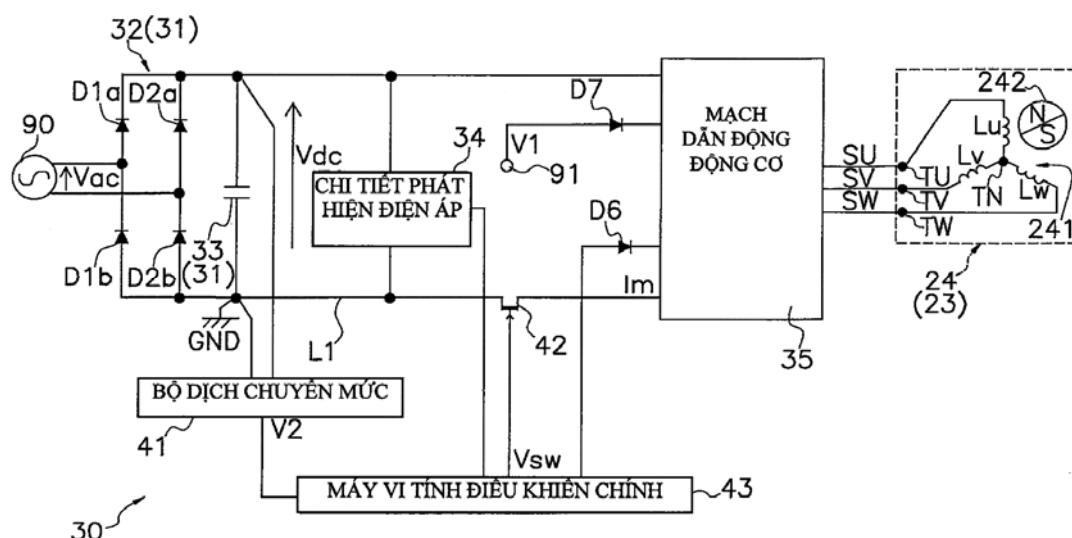 32(31)
D1a
D2a
90
Vac
Vdc
34
CHI TIẾT PHÁT
HIỆN ĐIỆN ÁP
V1
91
D7
D6
MẠCH
DẪN ĐỘNG
ĐỘNG CƠ
SU
SV
SW
242
N
S
Lu
Lv
Lw
TU
TV
TN
TW
241
24
(23)
D1b
D2b
33
(31)
GND
L1
42
Im
35
BỘ DỊCH CHUYỂN MỨC
41
V2
Vsw
MÁY VI TÍNH ĐIỀU KHIỂN CHÍNH
43
30